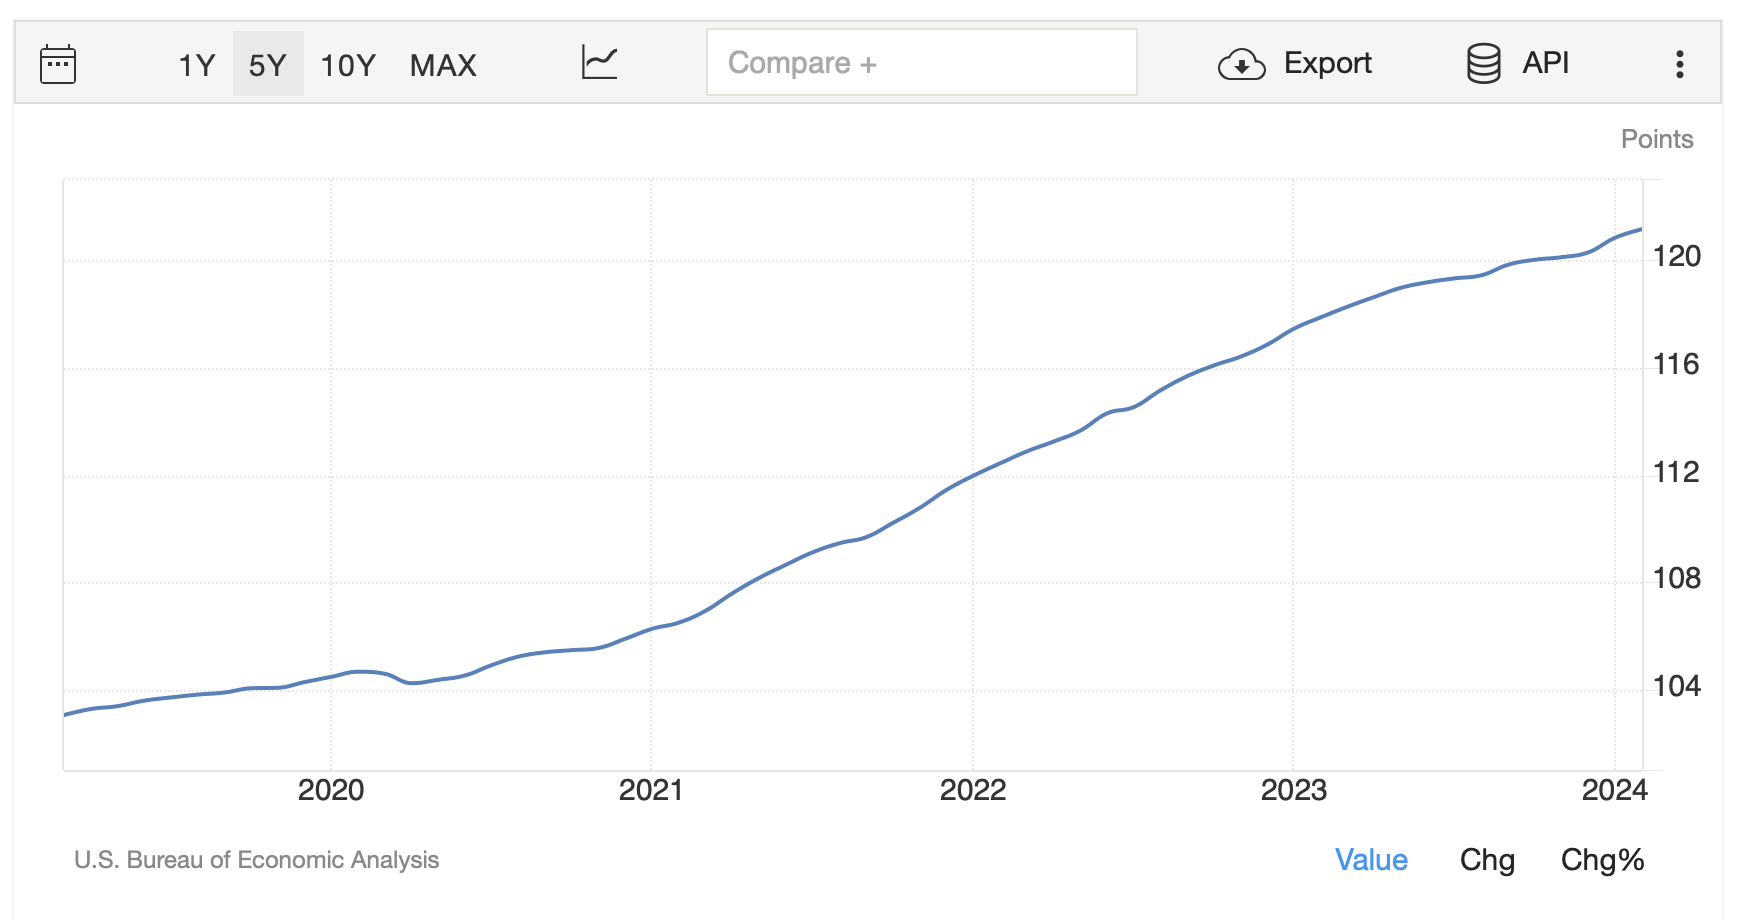 1Y 5Y 10Y MAX Compare + Export API
Points
120
116
112
108
104
2020 2021 2022 2023 2024
U.S. Bureau of Economic Analysis Value Chg Chg%